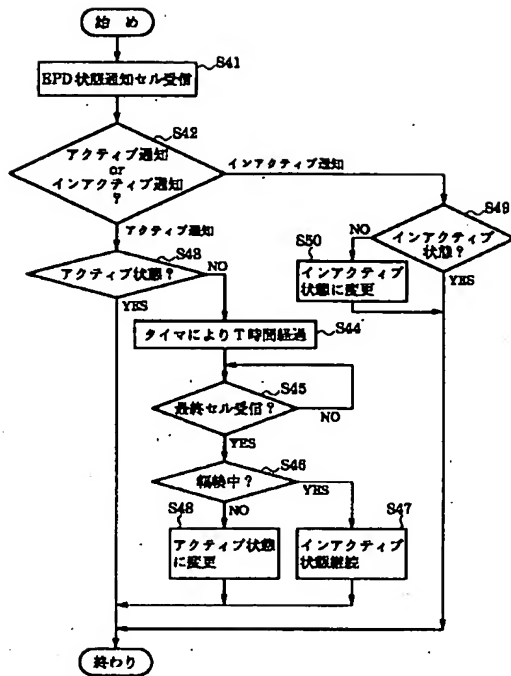 始め
S41
EPD状態通知セル受信
S42
アクティブ通知
or
インアクティブ通知
?
インアクティブ通知
アクティブ通知
S49
インアクティブ
状態?
NO
YES
S50
インアクティブ
状態に変更
S43
アクティブ状態?
NO
YES
S44
タイマによりT時間経過
S45
最終セル受信?
NO
YES
S46
輻輳中?
YES
NO
S48
アクティブ状態
に変更
S47
インアクティブ
状態継続
終わり